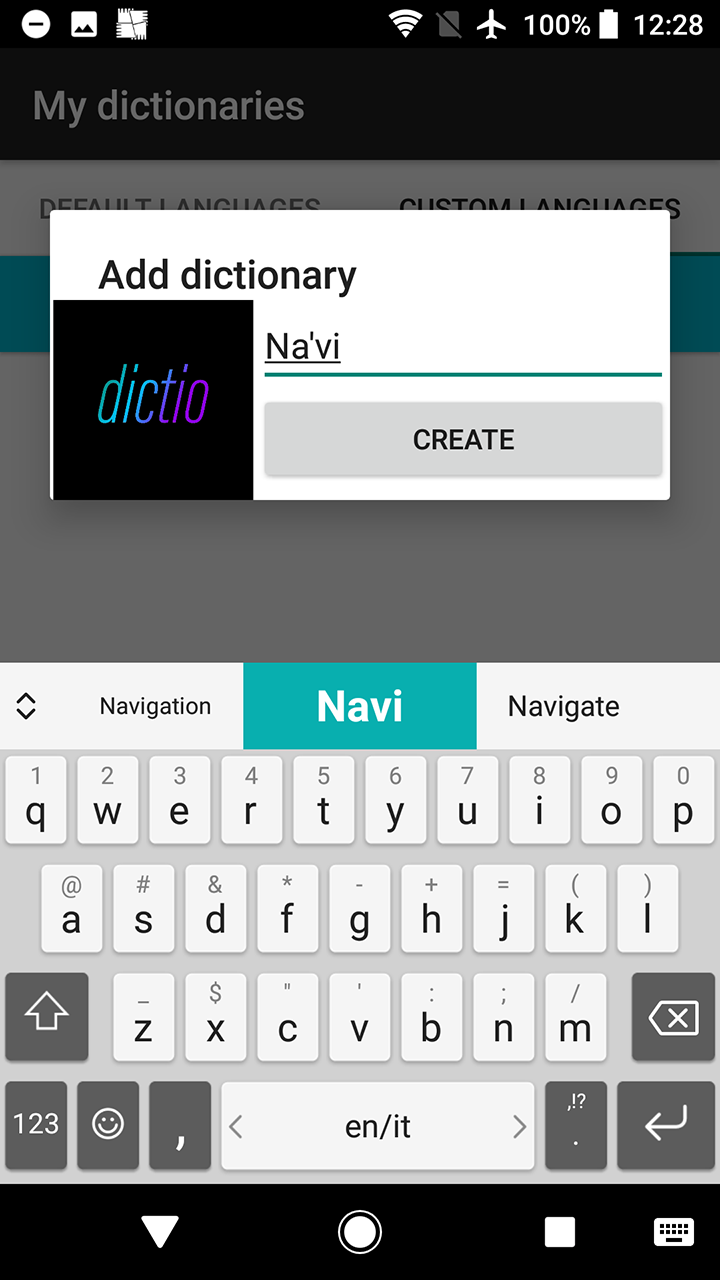 100% 12:28
My dictionaries
DEFAULT LANGUAGES CUSTOM LANGUAGES
Add dictionary
dictio
Na'vi
CREATE
Navigation Navi Navigate
1 2 3 4 5 6 7 8 9 0
q w e r t y u i o p
@ # & * - + = ( )
a s d f g h j k l
_ $ " ' : ; /
z x c v b n m
,!?
123 , < en/it > .